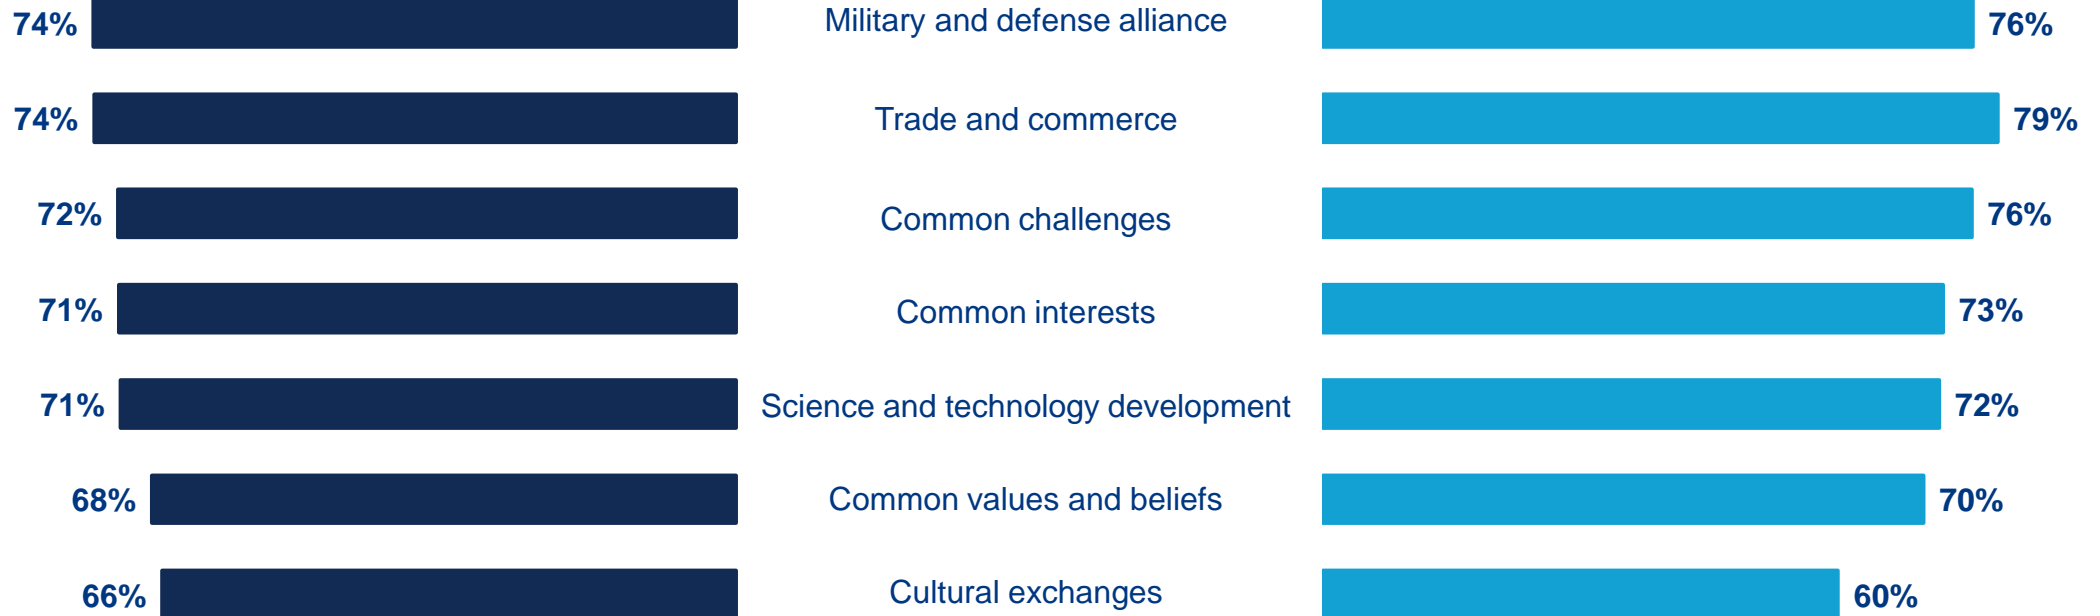 74% Military and defense alliance 76%
74% Trade and commerce 79%
72% Common challenges 76%
71% Common interests 73%
71% Science and technology development 72%
68% Common values and beliefs 70%
66% Cultural exchanges 60%